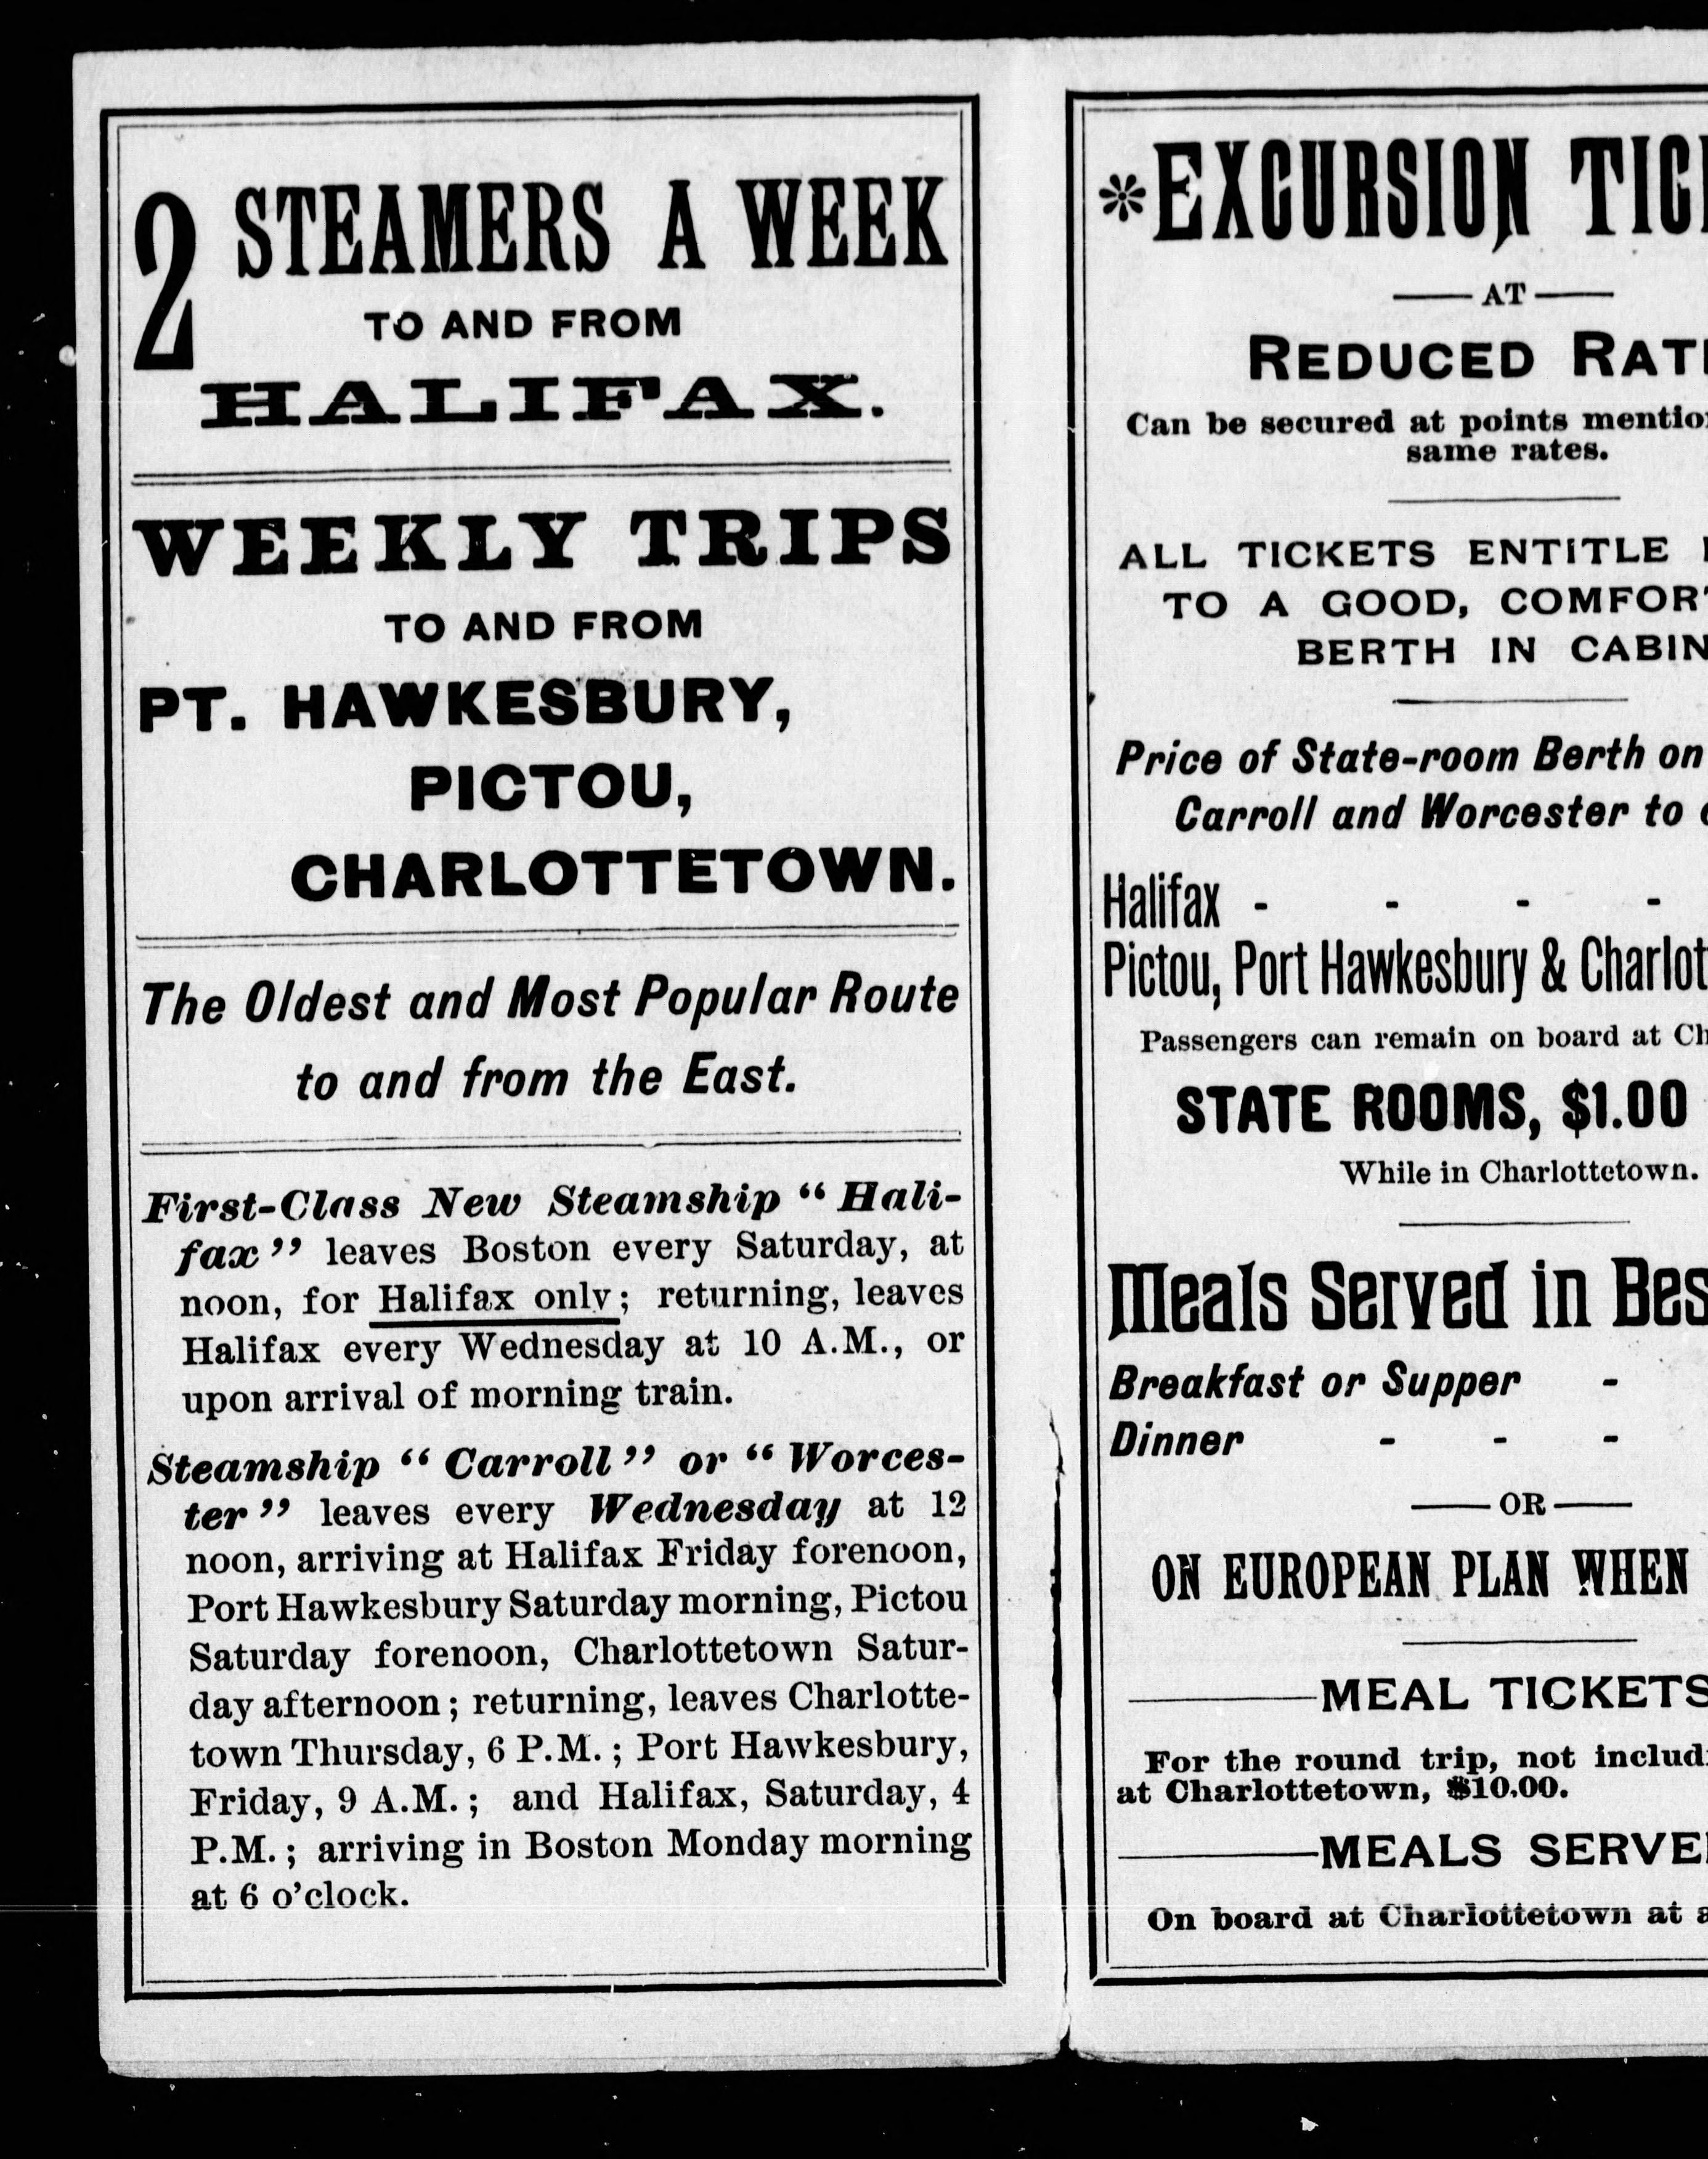 2 STEAMERS A WEEK
TO AND FROM
HALIFAX.
WEEKLY TRIPS
TO AND FROM
PT. HAWKESBURY,
PICTOU,
CHARLOTTETOWN.
The Oldest and Most Popular Route
to and from the East.
First-Class New Steamship “ Hali-
fax ” leaves Boston every Saturday, at
noon, for Halifax only; returning, leaves
Halifax every Wednesday at 10 A.M., or
upon arrival of morning train.
Steamship “ Carroll ” or “ Worces-
ter ” leaves every Wednesday at 12
noon, arriving at Halifax Friday forenoon,
Port Hawkesbury Saturday morning, Pictou
Saturday forenoon, Charlottetown Satur-
day afternoon ; returning, leaves Charlotte-
town Thursday, 6 P.M. ; Port Hawkesbury,
Friday, 9 A.M. ; and Halifax, Saturday, 4
P.M. ; arriving in Boston Monday morning
at 6 o’clock.
*EXCURSION
AT
REDUCED
Can be secured at points
same rates.
ALL TICKETS ENTITLE
TO A GOOD,
BERTH IN CABIN
Price of State-room Berth on
Carroll and Worcester to
Halifax - - - -
Pictou, Port Hawkesbury &
Passengers can remain on board at
STATE ROOMS, $1.00
While in Charlottetown.
Meals Served in
Breakfast or Supper -
Dinner - - -
OR
ON EUROPEAN PLAN WHEN
MEAL TICKETS
For the round trip, not
at Charlottetown, $10.00.
MEALS
On board at Charlottetown at